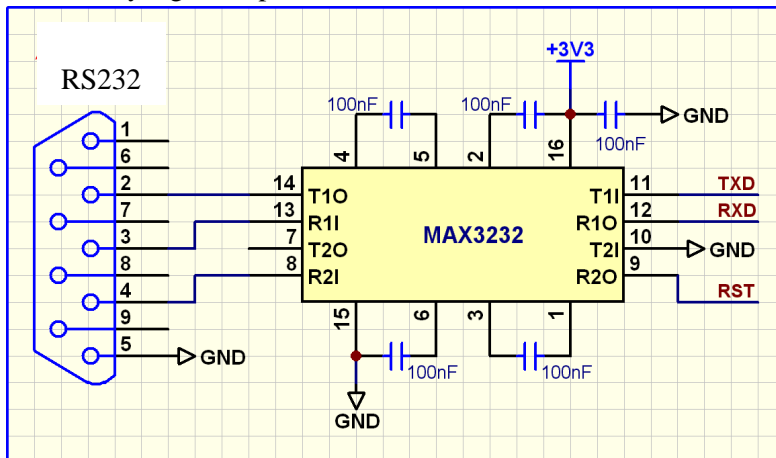 +3V3
RS232
100nF 100nF GND
100nF
1
6
2
7
3
8
4
9
5 GND
4 5 2 16
14 T1O T1I 11 TXD
13 R1I R1O 12 RXD
MAX3232
7 T2O T2I 10 GND
8 R2I R2O 9
RST
15 6 3 1
100nF 100nF
GND